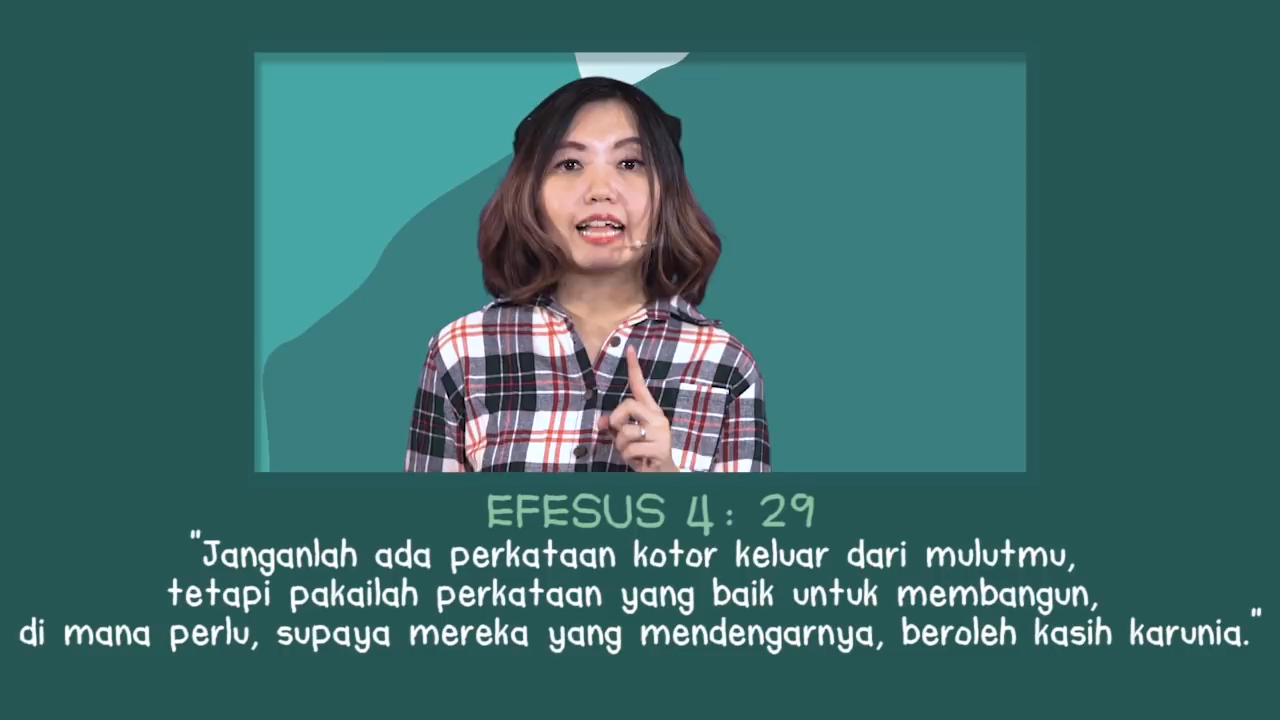 EFESUS 4: 29
"Janganlah ada perkataan kotor keluar dari mulutmu,
tetapi pakailah perkataan yang baik untuk membangun,
di mana perlu, supaya mereka yang mendengarnya, beroleh kasih karunia."